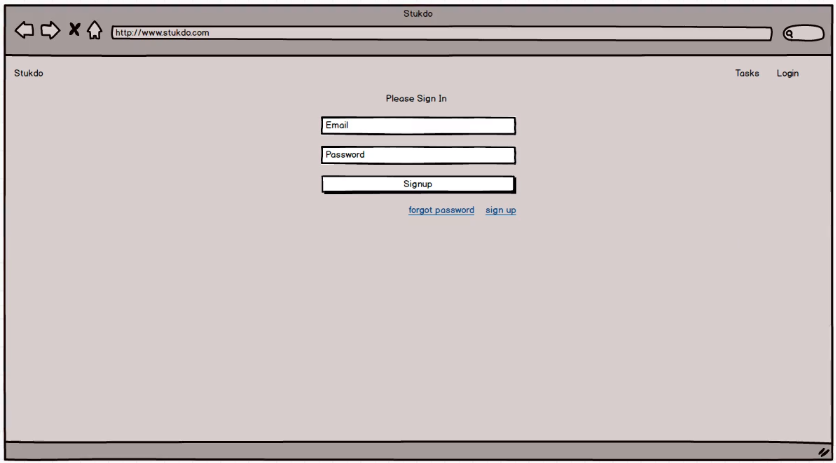 Stukdo
http://www.stukdo.com
Stukdo Tasks Login
Please Sign In
Email
Password
Signup
forgot password sign up